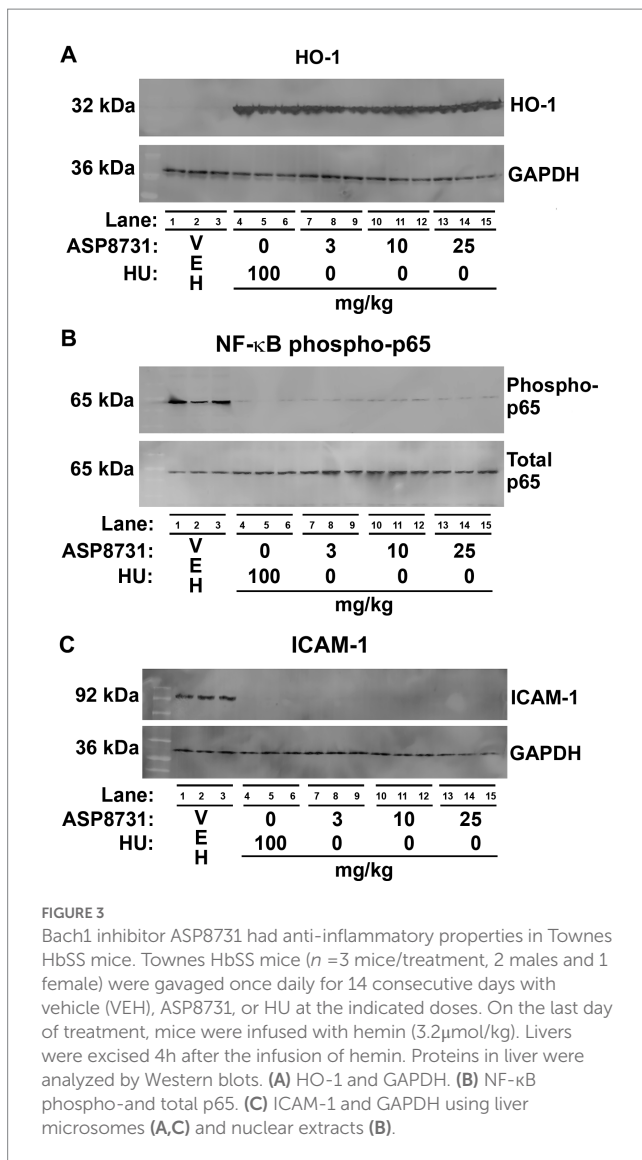 A
HO-1
32 kDa
HO-1
36 kDa
GAPDH
Lane: 1 2 3 4 5 6 7 8 9 10 11 12 13 14 15
ASP8731: V 0 3 10 25
E
HU: H 100 0 0 0
mg/kg
B
NF-κB phospho-p65
65 kDa
Phospho-
p65
65 kDa
Total
p65
Lane: 1 2 3 4 5 6 7 8 9 10 11 12 13 14 15
ASP8731: V 0 3 10 25
E
HU: H 100 0 0 0
mg/kg
C
ICAM-1
92 kDa
ICAM-1
36 kDa
GAPDH
Lane: 1 2 3 4 5 6 7 8 9 10 11 12 13 14 15
ASP8731: V 0 3 10 25
E
HU: H 100 0 0 0
mg/kg
FIGURE 3
Bach1 inhibitor ASP8731 had anti-inflammatory properties in Townes
HbSS mice. Townes HbSS mice (n =3 mice/treatment, 2 males and 1
female) were gavaged once daily for 14 consecutive days with
vehicle (VEH), ASP8731, or HU at the indicated doses. On the last day
of treatment, mice were infused with hemin (3.2μmol/kg). Livers
were excised 4h after the infusion of hemin. Proteins in liver were
analyzed by Western blots. (A) HO-1 and GAPDH. (B) NF-κB
phospho-and total p65. (C) ICAM-1 and GAPDH using liver
microsomes (A,C) and nuclear extracts (B).